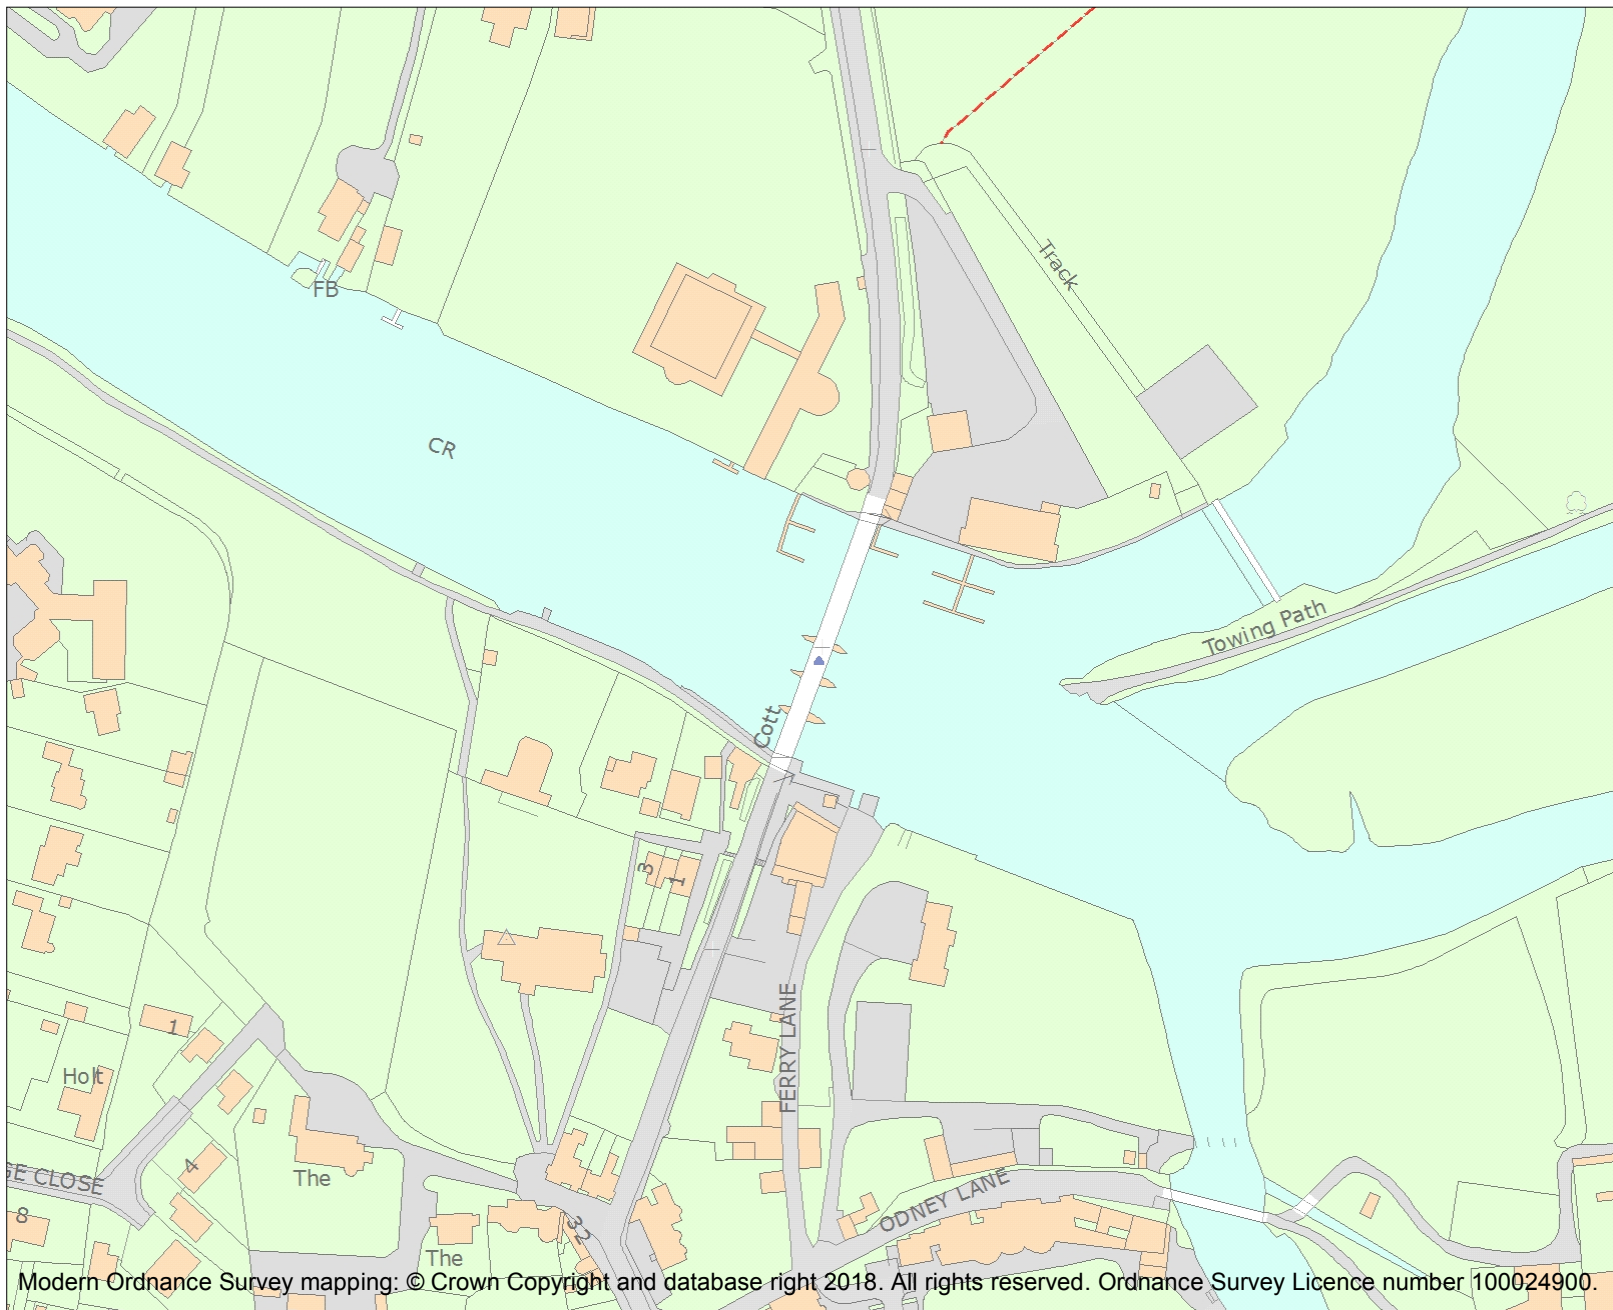 Track
FB
CR
Towing Path
Cott
3
1
FERRY LANE
1
Holt
4
The
GE CLOSE
8
ODNEY LANE
32
The
Modern Ordnance Survey mapping: © Crown Copyright and database right 2018. All rights reserved. Ordnance Survey Licence number 100024900.